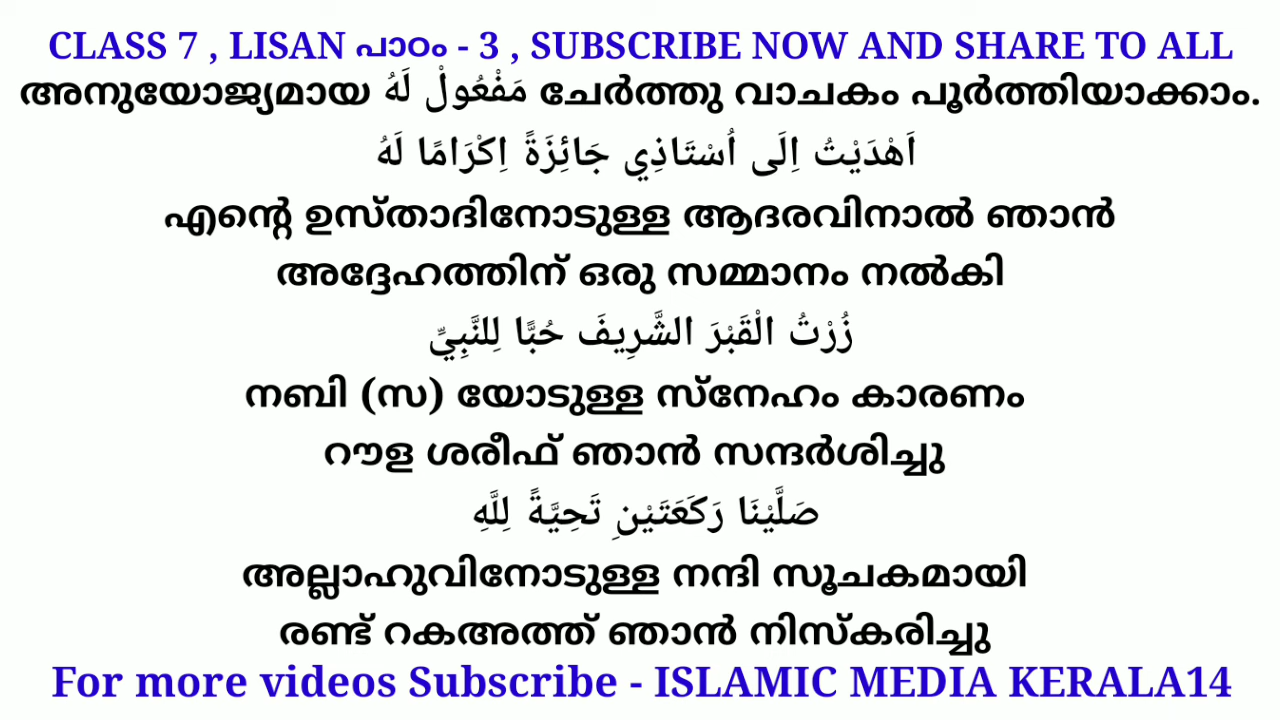 CLASS 7 , LISAN പാഠം - 3 , SUBSCRIBE NOW AND SHARE TO ALL
അനുയോജ്യമായ مَفْعُولْ لَهُ ചേർത്തു വാചകം പൂർത്തിയാക്കാം.
اَهْدَيْتُ اِلَى اُسْتَاذِي جَائِزَةً اِكْرَامًا لَهُ
എന്റെ ഉസ്താദിനോടുള്ള ആദരവിനാൽ ഞാൻ
അദ്ദേഹത്തിന് ഒരു സമ്മാനം നൽകി
زُرْتُ الْقَبْرَ الشَّرِيفَ حُبًّا لِلنَّبِيِّ
നബി (സ) യോടുള്ള സ്നേഹം കാരണം
റൗള ശരീഫ് ഞാൻ സന്ദർശിച്ചു
صَلَّيْنَا رَكَعَتَيْنِ تَحِيَّةً لِلَّهِ
അല്ലാഹുവിനോടുള്ള നന്ദി സൂചകമായി
രണ്ട് റകഅത്ത് ഞാൻ നിസ്കരിച്ചു
For more videos Subscribe - ISLAMIC MEDIA KERALA14